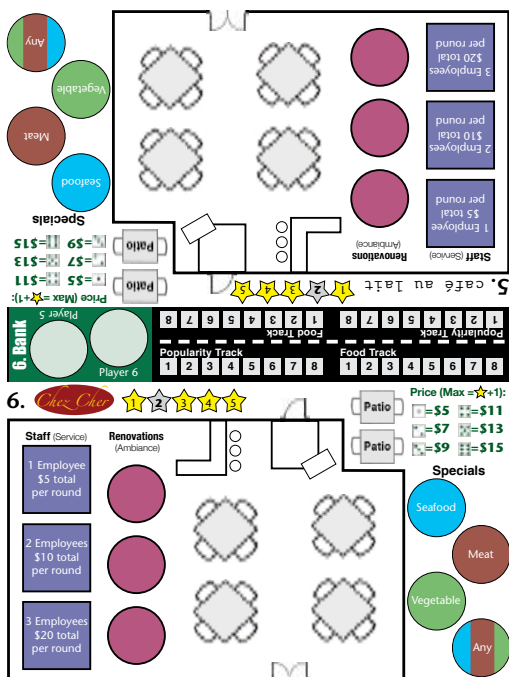 Any
Vegetable
Meat
Seafood
Specials
=$9 =$15
=$7 =$13
=$5 =$11
Price (Max =+1):
Patio
Patio
3 Employees
$20 total
per round
2 Employees
$10 total
per round
1 Employee
$5 total
per round
Staff (Service)
Renovations
(Ambiance)
5. café au lait
1 2 3 4 5
6. Bank
Player 5
Player 6
Food Track
1 2 3 4 5 6 7 8
Popularity Track
1 2 3 4 5 6 7 8
Popularity Track
1 2 3 4 5 6 7 8
Food Track
1 2 3 4 5 6 7 8
6. Chez Cher
1 2 3 4 5
Staff (Service)
Renovations
(Ambiance)
1 Employee
$5 total
per round
2 Employees
$10 total
per round
3 Employees
$20 total
per round
Patio
Patio
Price (Max =+1):
=$5 =$11
=$7 =$13
=$9 =$15
Specials
Seafood
Meat
Vegetable
Any